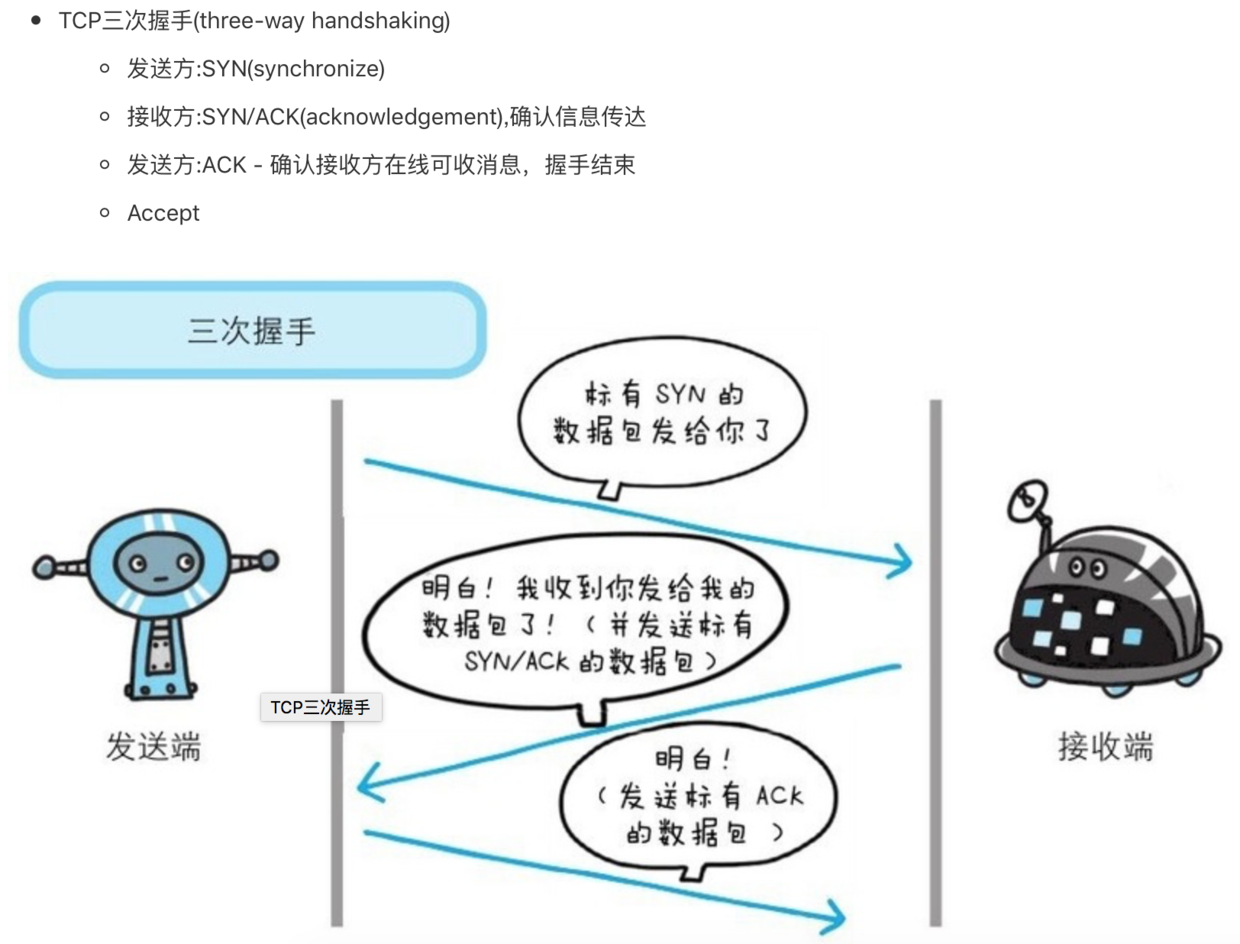 TCP三次握手(three-way handshaking)
发送方:SYN(synchronize)
接收方:SYN/ACK(acknowledgement),确认信息传达
发送方:ACK - 确认接收方在线可收消息，握手结束
Accept
三次握手
标有 SYN 的
数据包发给你了
明白！我收到你发给我的
数据包了！（并发送标有
SYN/ACK 的数据包）
TCP三次握手
发送端
接收端
明白！
（发送标有 ACK
的数据包）